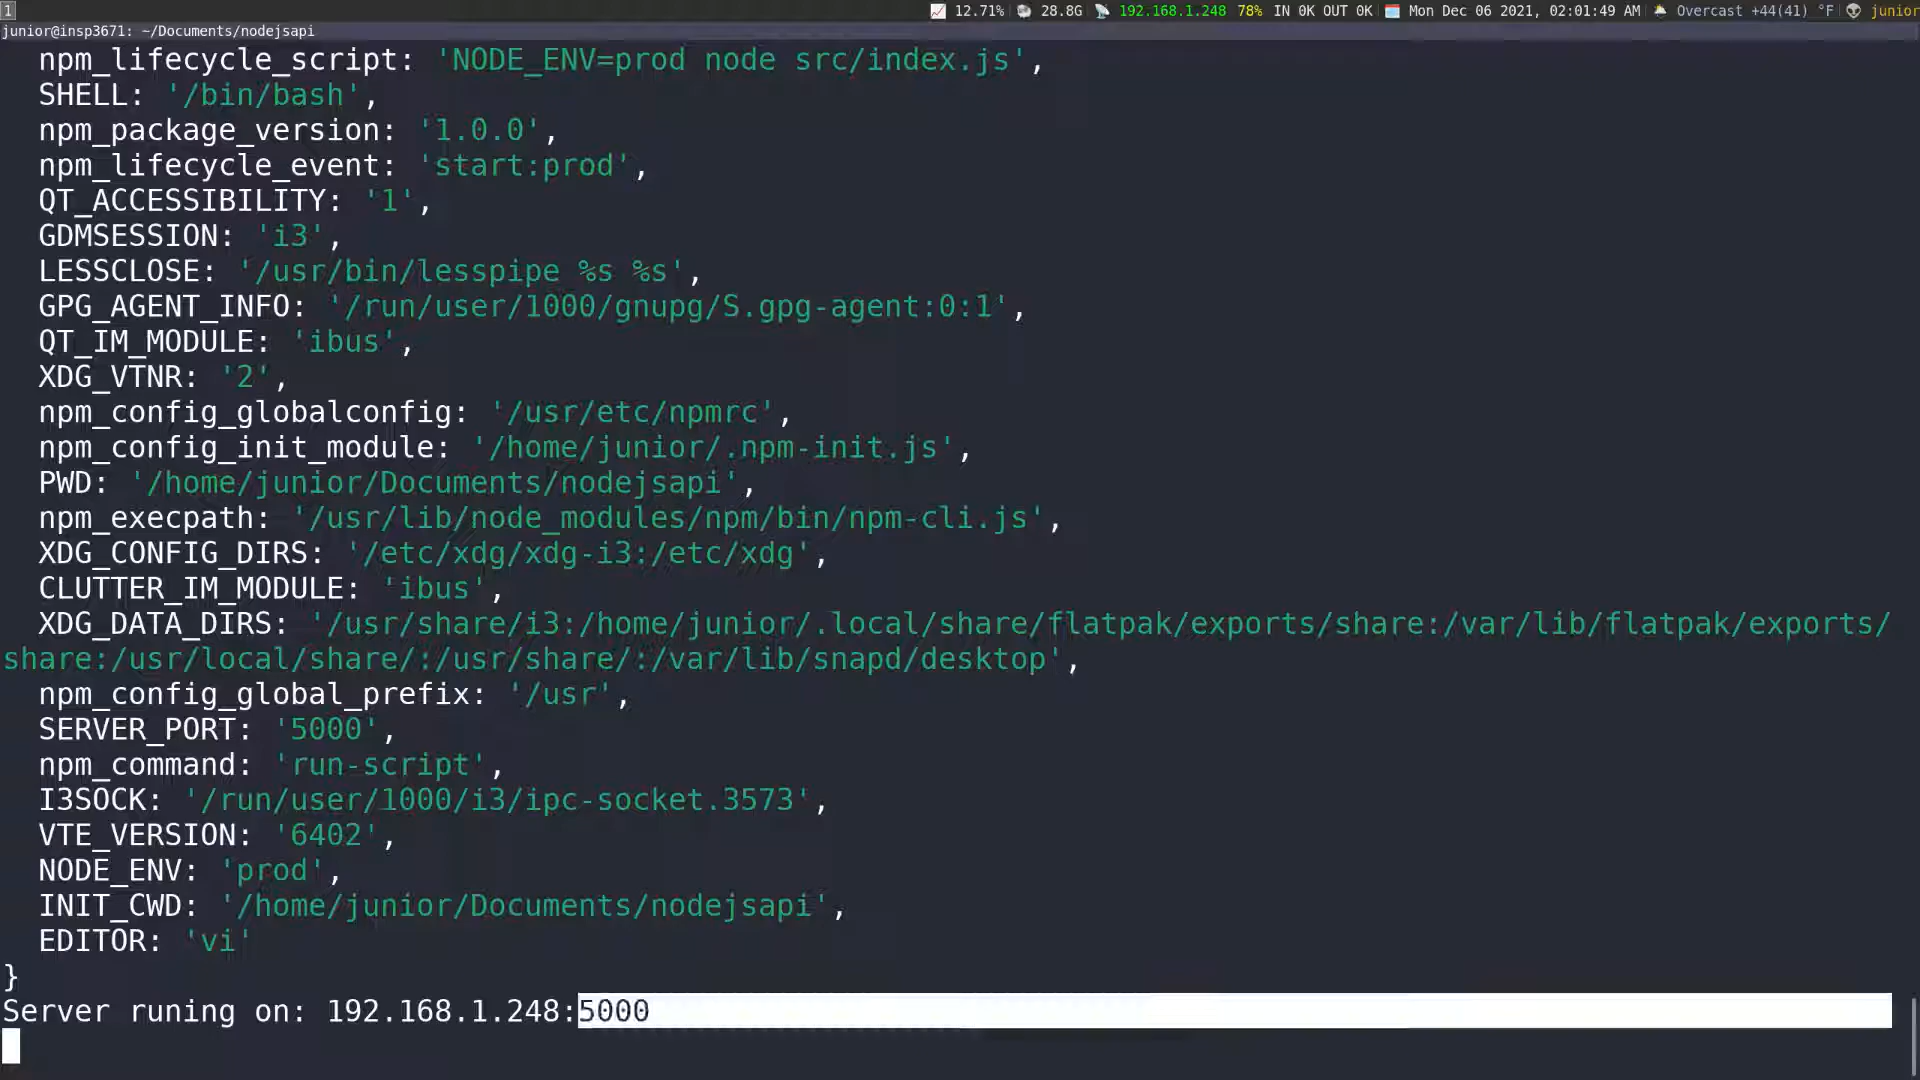 1 12.71% 28.8G 192.168.1.248 78% IN 0K OUT 0K Mon Dec 06 2021, 02:01:49 AM Overcast +44(41) °F junior
junior@insp3671: ~/Documents/nodejsapi
npm_lifecycle_script: 'NODE_ENV=prod node src/index.js',
SHELL: '/bin/bash',
npm_package_version: '1.0.0',
npm_lifecycle_event: 'start:prod',
QT_ACCESSIBILITY: '1',
GDMSESSION: 'i3',
LESSCLOSE: '/usr/bin/lesspipe %s %s',
GPG_AGENT_INFO: '/run/user/1000/gnupg/S.gpg-agent:0:1',
QT_IM_MODULE: 'ibus',
XDG_VTNR: '2',
npm_config_globalconfig: '/usr/etc/npmrc',
npm_config_init_module: '/home/junior/.npm-init.js',
PWD: '/home/junior/Documents/nodejsapi',
npm_execpath: '/usr/lib/node_modules/npm/bin/npm-cli.js',
XDG_CONFIG_DIRS: '/etc/xdg/xdg-i3:/etc/xdg',
CLUTTER_IM_MODULE: 'ibus',
XDG_DATA_DIRS: '/usr/share/i3:/home/junior/.local/share/flatpak/exports/share:/var/lib/flatpak/exports/
share:/usr/local/share/:/usr/share/:/var/lib/snapd/desktop',
npm_config_global_prefix: '/usr',
SERVER_PORT: '5000',
npm_command: 'run-script',
I3SOCK: '/run/user/1000/i3/ipc-socket.3573',
VTE_VERSION: '6402',
NODE_ENV: 'prod',
INIT_CWD: '/home/junior/Documents/nodejsapi',
EDITOR: 'vi'
}
Server runing on: 192.168.1.248:5000